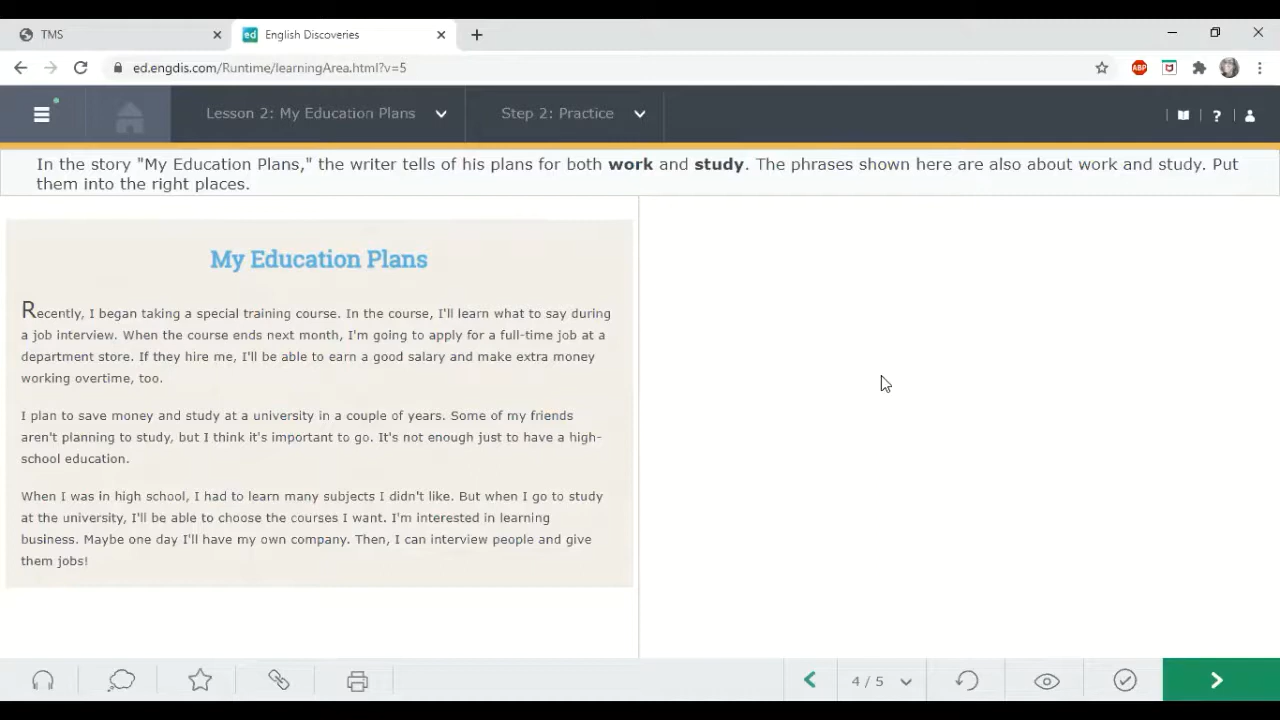 TMS
English Discoveries
ed.engdis.com/Runtime/learningArea.html?v=5
ABP
Lesson 2: My Education Plans
Step 2: Practice
?
In the story "My Education Plans," the writer tells of his plans for both work and study. The phrases shown here are also about work and study. Put
them into the right places.
My Education Plans
Recently, I began taking a special training course. In the course, I'll learn what to say during
a job interview. When the course ends next month, I'm going to apply for a full-time job at a
department store. If they hire me, I'll be able to earn a good salary and make extra money
working overtime, too.
I plan to save money and study at a university in a couple of years. Some of my friends
aren't planning to study, but I think it's important to go. It's not enough just to have a high-
school education.
When I was in high school, I had to learn many subjects I didn't like. But when I go to study
at the university, I'll be able to choose the courses I want. I'm interested in learning
business. Maybe one day I'll have my own company. Then, I can interview people and give
them jobs!
4 / 5